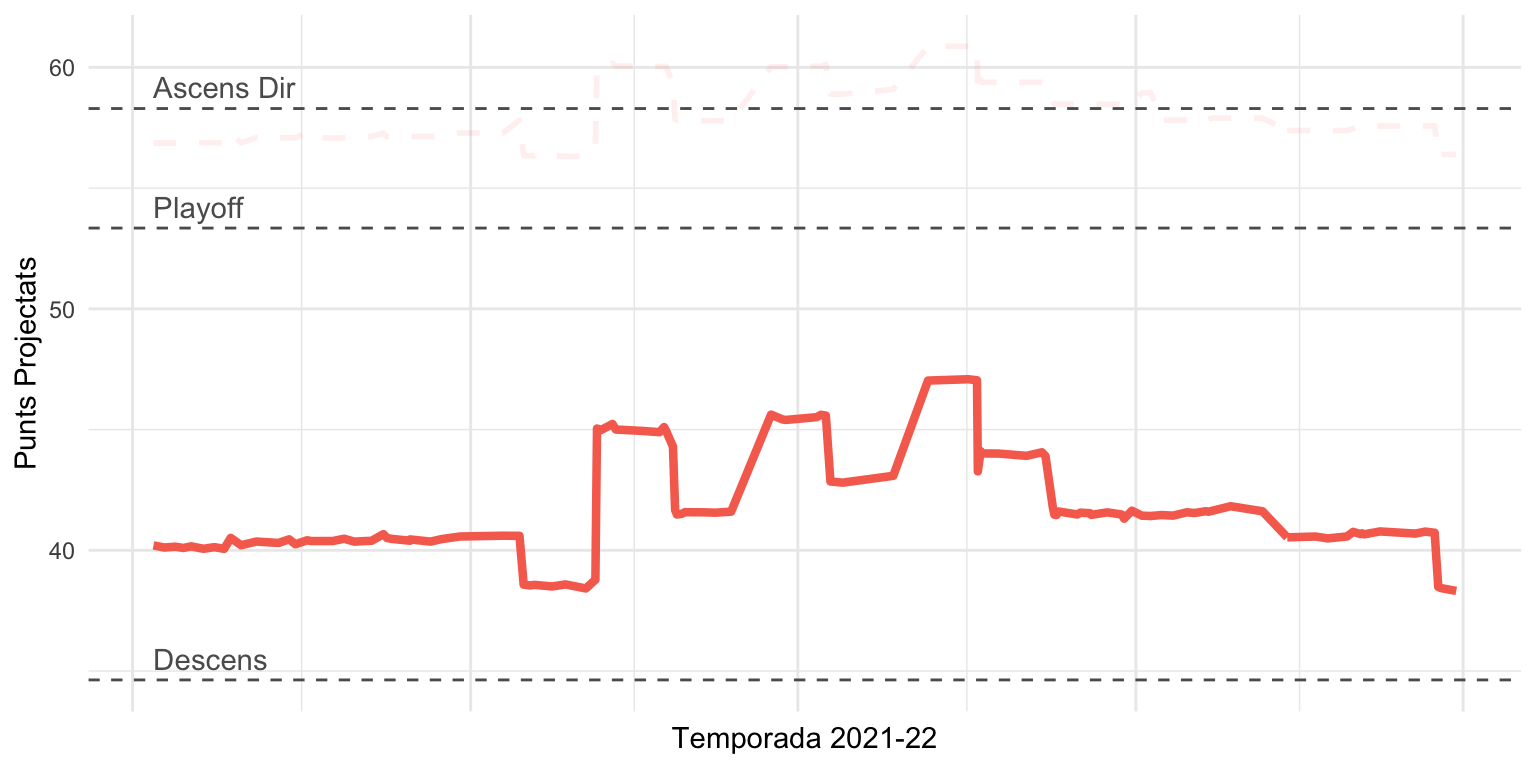 60
Ascens Dir
Playoff
50
Punts Projectats
40
Descens
Temporada 2021-22